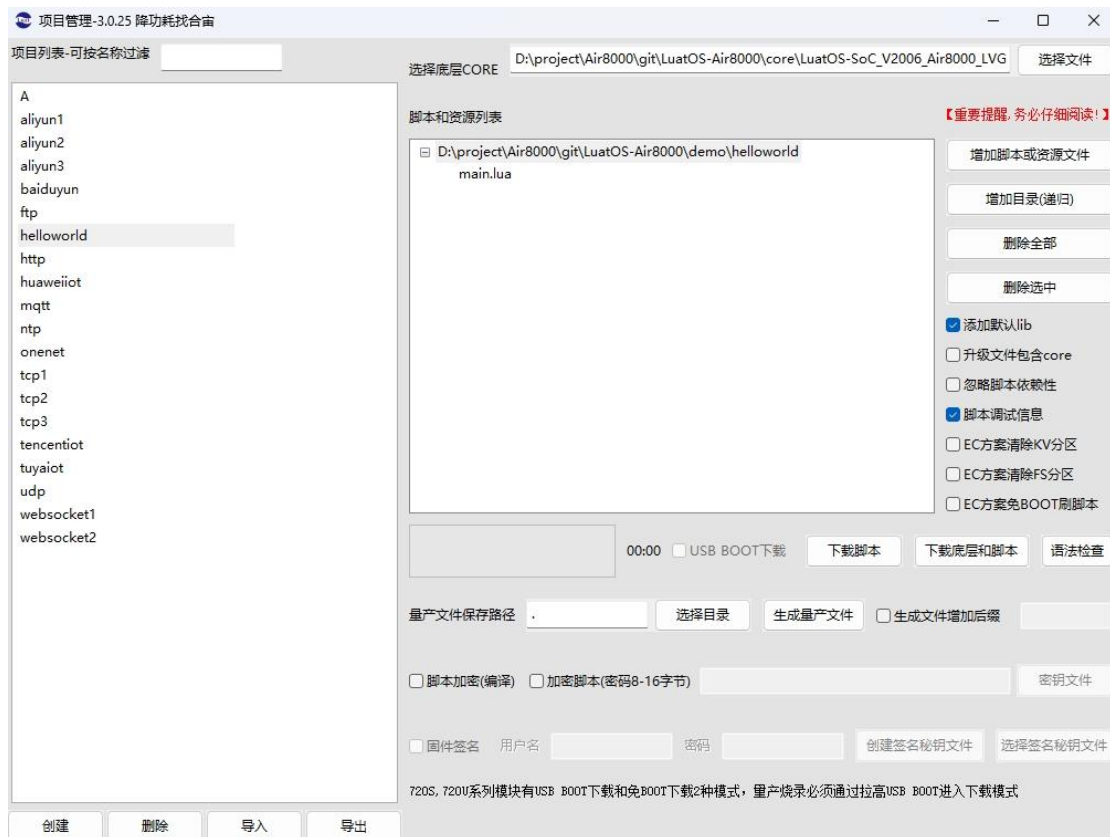 项目管理-3.0.25 降功耗找合宙
项目列表-可按名称过滤
A
aliyun1
aliyun2
aliyun3
baiduyun
ftp
helloworld
http
huaweiiot
mqtt
ntp
onenet
tcp1
tcp2
tcp3
tencentiot
tuyaiot
udp
websocket1
websocket2
创建 删除 导入 导出
选择底层CORE D:\project\Air8000\git\LuatOS-Air8000\core\LuatOS-SoC_V2006_Air8000_LVG 选择文件
脚本和资源列表 【重要提醒,务必仔细阅读!】
D:\project\Air8000\git\LuatOS-Air8000\demo\helloworld
main.lua
增加脚本或资源文件
增加目录(递归)
删除全部
删除选中
添加默认lib
升级文件包含core
忽略脚本依赖性
脚本调试信息
EC方案清除KV分区
EC方案清除FS分区
EC方案免BOOT刷脚本
00:00 USB BOOT下载 下载脚本 下载底层和脚本 语法检查
量产文件保存路径 . 选择目录 生成量产文件 生成文件增加后缀
脚本加密(编译) 加密脚本(密码8-16字节) 密钥文件
固件签名 用户名 密码 创建签名秘钥文件 选择签名秘钥文件
720S,720U系列模块有USB BOOT下载和免BOOT下载2种模式，量产烧录必须通过拉高USB BOOT进入下载模式